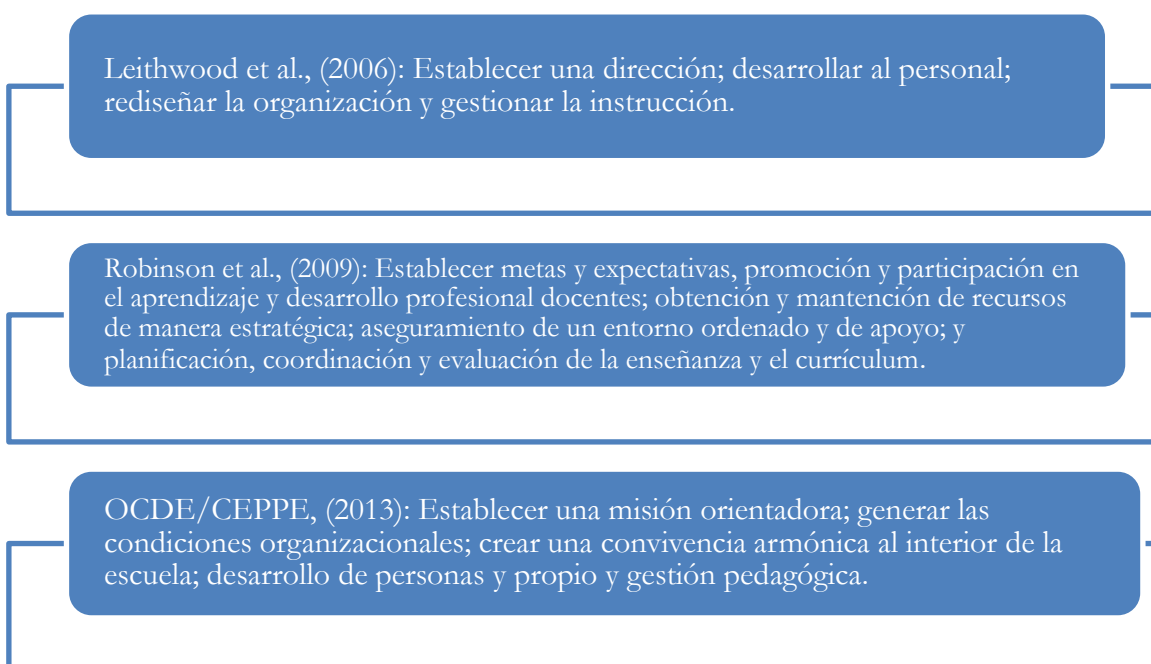 Leithwood et al., (2006): Establecer una dirección; desarrollar al personal;
rediseñar la organización y gestionar la instrucción.
Robinson et al., (2009): Establecer metas y expectativas, promoción y participación en
el aprendizaje y desarrollo profesional docentes; obtención y mantención de recursos
de manera estratégica; aseguramiento de un entorno ordenado y de apoyo; y
planificación, coordinación y evaluación de la enseñanza y el currículum.
OCDE/CEPPE, (2013): Establecer una misión orientadora; generar las
condiciones organizacionales; crear una convivencia armónica al interior de la
escuela; desarrollo de personas y propio y gestión pedagógica.